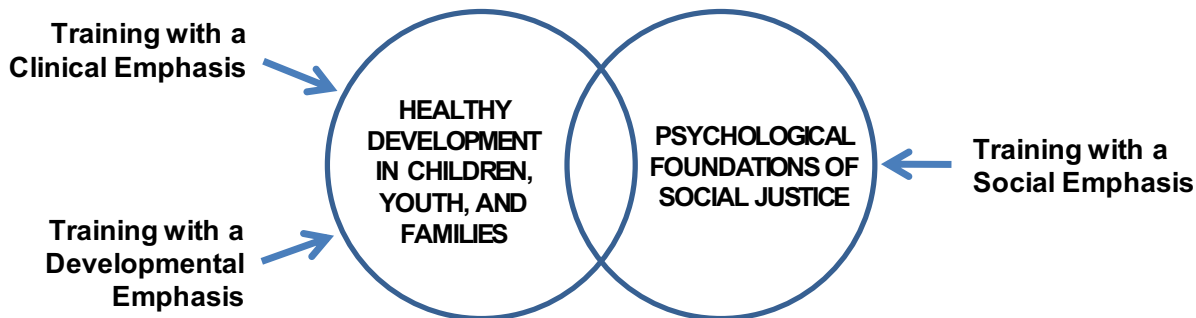 Training with a
Clinical Emphasis
HEALTHY
DEVELOPMENT
IN CHILDREN,
YOUTH, AND
FAMILIES
PSYCHOLOGICAL
FOUNDATIONS OF
SOCIAL JUSTICE
Training with a
Social Emphasis
Training with a
Developmental
Emphasis